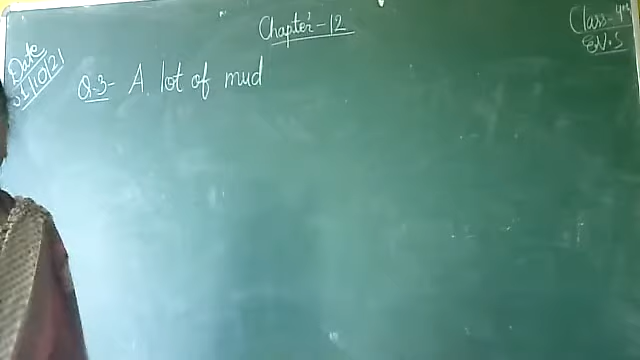 Chapter-12
Class-4th
EV.S
Date
01/10/21
Q-3- A. lot of mud